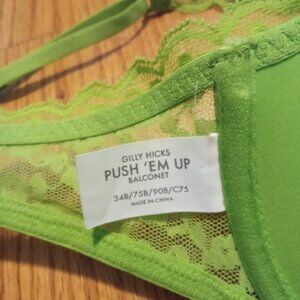 GILLY HICKS
PUSH 'EM UP
BALCONET
34B/75B/90B/C75
MADE IN CHINA